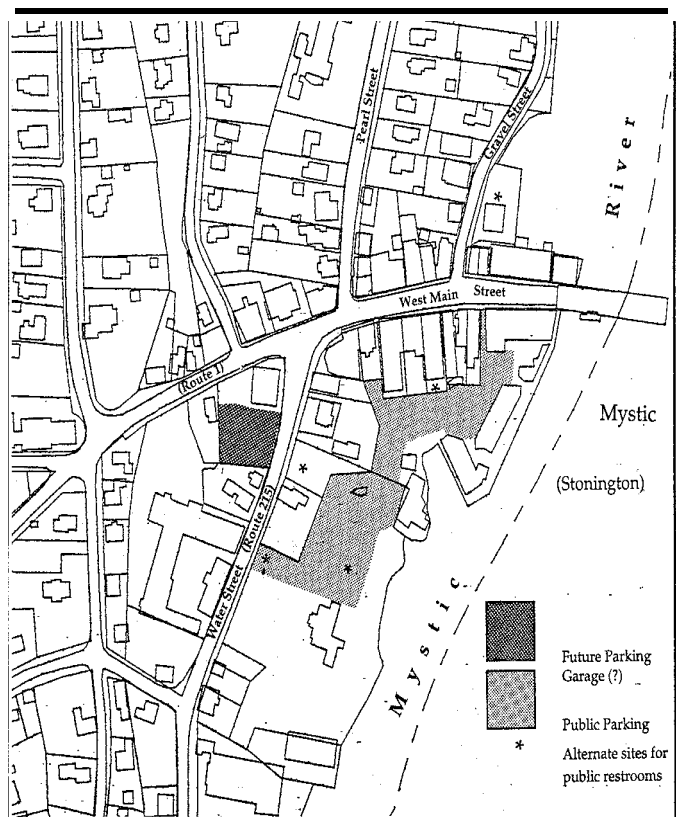 Pearl Street
Gravel Street
River
West Main Street
(Route 1)
Mystic
(Stonington)
Water Street (Route 215)
Mystic
Future Parking
Garage (?)
Public Parking
* Alternate sites for
public restrooms